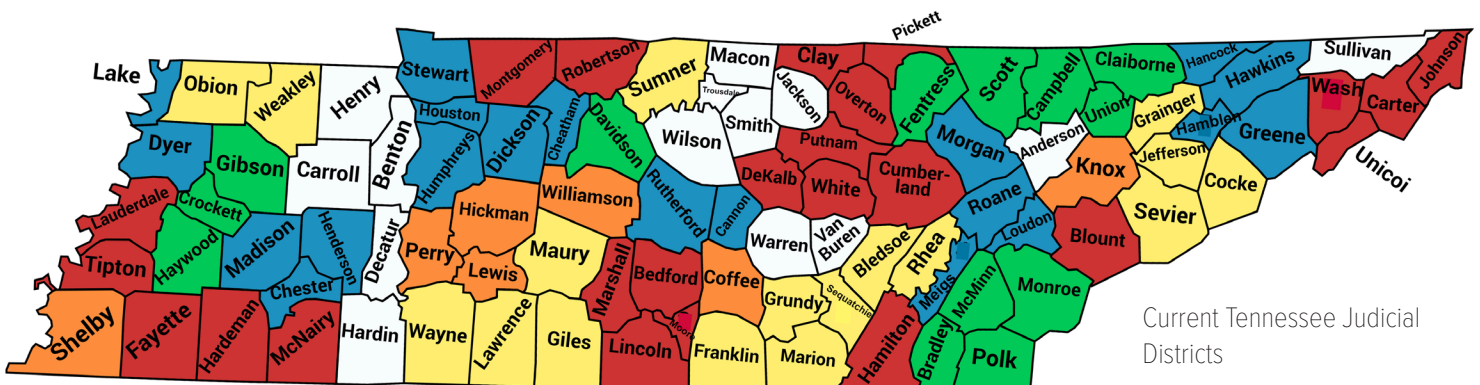 Pickett
Lake
Obion
Weakley
Henry
Stewart
Montgomery
Robertson
Sumner
Macon
Trousdale
Clay
Jackson
Overton
Fentress
Scott
Campbell
Claiborne
Union
Hancock
Hawkins
Sullivan
Johnson
Wash
Carter
Unicoi
Greene
Hamblen
Grainger
Jefferson
Cocke
Sevier
Knox
Anderson
Morgan
Roane
Loudon
Blount
Dyer
Gibson
Carroll
Benton
Houston
Humphreys
Dickson
Cheatham
Davidson
Wilson
Smith
Putnam
DeKalb
White
Cumber-
land
Lauderdale
Crockett
Haywood
Madison
Henderson
Decatur
Perry
Hickman
Williamson
Rutherford
Cannon
Warren
Van
Buren
Bledsoe
Rhea
Meigs
McMinn
Monroe
Tipton
Chester
Lewis
Maury
Marshall
Bedford
Coffee
Grundy
Sequatchie
Shelby
Fayette
Hardeman
McNairy
Hardin
Wayne
Lawrence
Giles
Lincoln
Moore
Franklin
Marion
Hamilton
Bradley
Polk
Current Tennessee Judicial
Districts